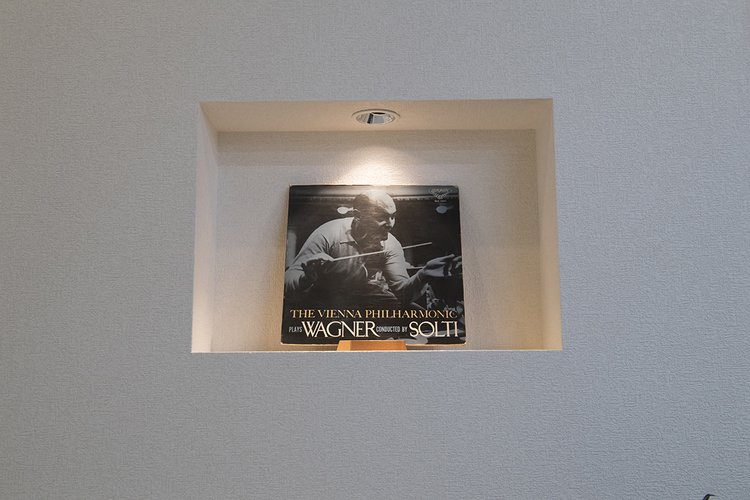 THE VIENNA PHILHARMONIC
PLAYS WAGNER CONDUCTED BY SOLTI